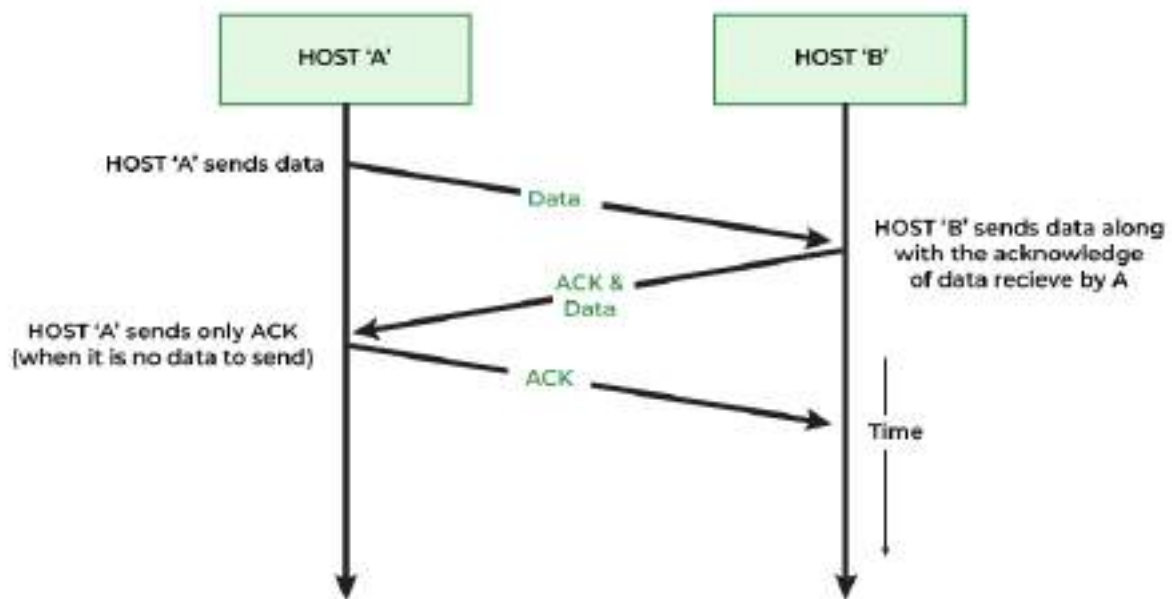 HOST ‘A’
HOST ‘B’
HOST ‘A’ sends data
Data
HOST ‘B’ sends data along
with the acknowledge
of data recieve by A
ACK &
Data
HOST ‘A’ sends only ACK
(when it is no data to send)
ACK
Time